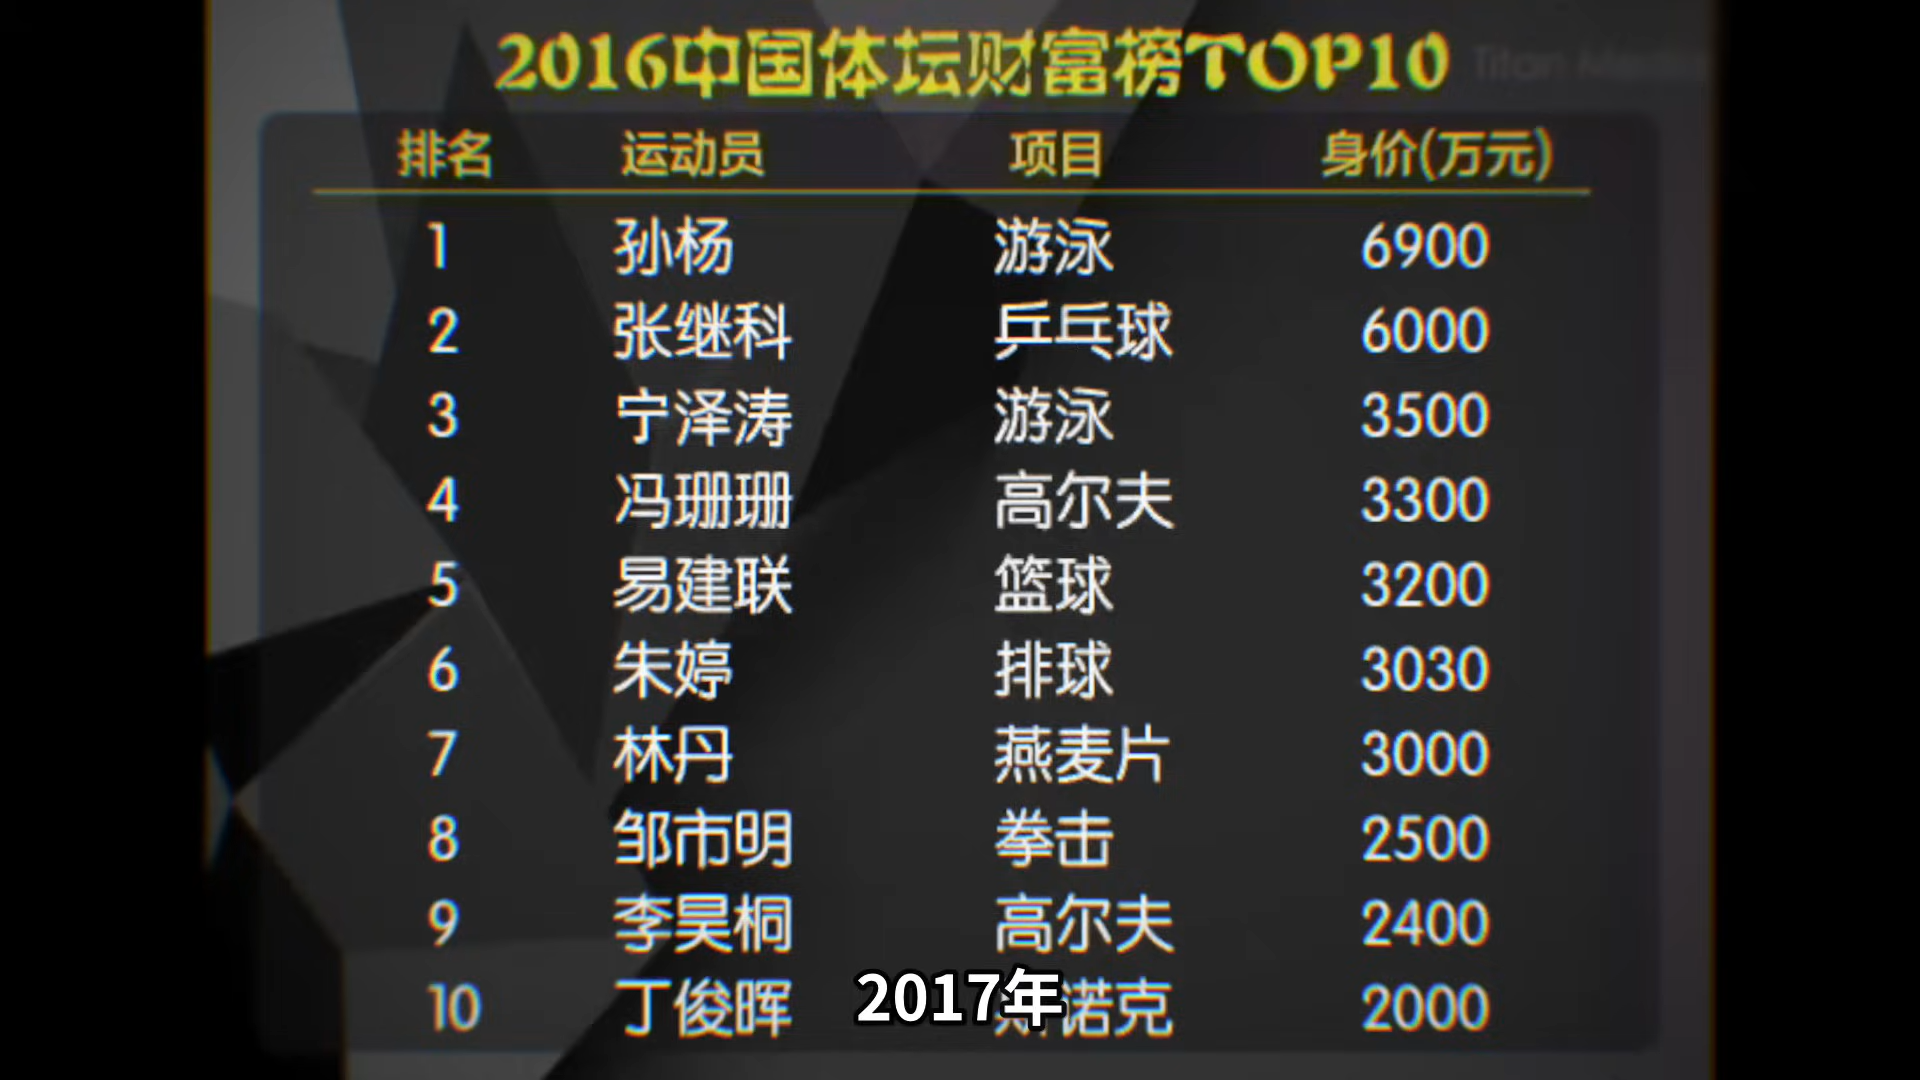 2016中国体坛财富榜TOP10
Titan
排名 运动员 项目 身价(万元)
1 孙杨 游泳 6900
2 张继科 乒乓球 6000
3 宁泽涛 游泳 3500
4 冯珊珊 高尔夫 3300
5 易建联 篮球 3200
6 朱婷 排球 3030
7 林丹 燕麦片 3000
8 邹市明 拳击 2500
9 李昊桐 高尔夫 2400
10 丁俊晖 诺克 2000
2017年